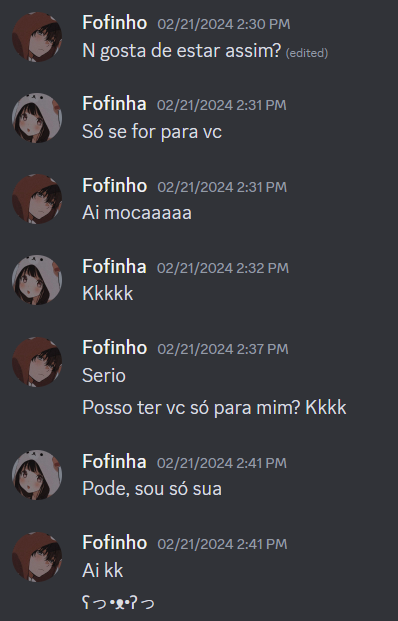 Fofinho 02/21/2024 2:30 PM
N gosta de estar assim? (edited)
Fofinha 02/21/2024 2:31 PM
Só se for para vc
Fofinho 02/21/2024 2:31 PM
Ai mocaaaaa
Fofinha 02/21/2024 2:32 PM
Kkkkk
Fofinho 02/21/2024 2:37 PM
Serio
Posso ter vc só para mim? Kkkk
Fofinha 02/21/2024 2:41 PM
Pode, sou só sua
Fofinho 02/21/2024 2:41 PM
Ai kk
ʕっ•ᴥ•ʔっ